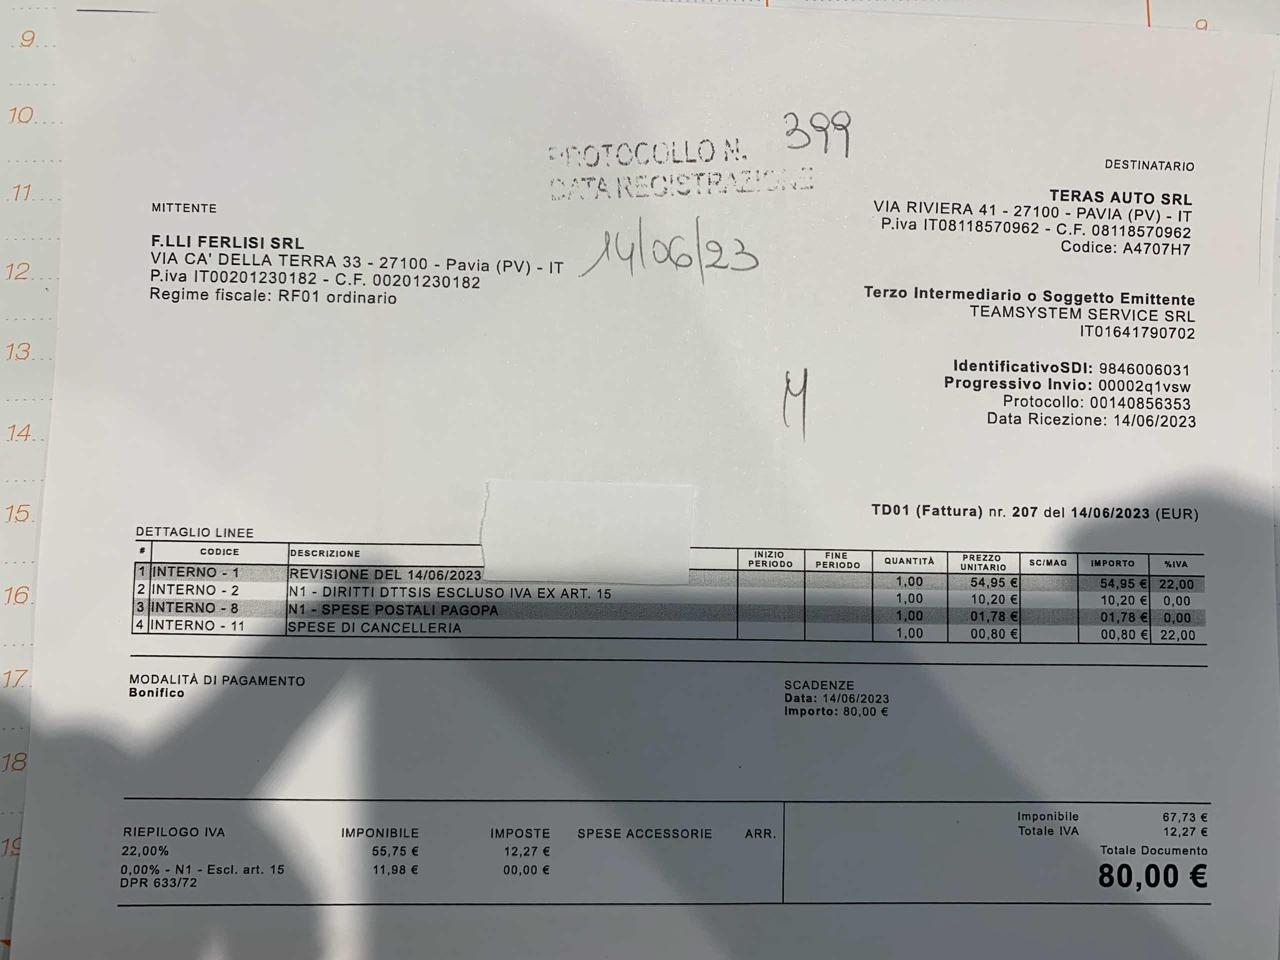 9
9
10
11
12
13
14
15
16
17
18
19
PROTOCOLLO N. 399
DATA REGISTRAZIONE
14/06/23
MITTENTE
F.LLI FERLISI SRL
VIA CA' DELLA TERRA 33 - 27100 - Pavia (PV) - IT
P.iva IT00201230182 - C.F. 00201230182
Regime fiscale: RF01 ordinario
DESTINATARIO
TERAS AUTO SRL
VIA RIVIERA 41 - 27100 - PAVIA (PV) - IT
P.iva IT08118570962 - C.F. 08118570962
Codice: A4707H7
Terzo Intermediario o Soggetto Emittente
TEAMSYSTEM SERVICE SRL
IT01641790702
IdentificativoSDI: 9846006031
Progressivo Invio: 00002q1vsw
Protocollo: 00140856353
Data Ricezione: 14/06/2023
TD01 (Fattura) nr. 207 del 14/06/2023 (EUR)
DETTAGLIO LINEE
# CODICE DESCRIZIONE INIZIO PERIODO FINE PERIODO QUANTITÀ PREZZO UNITARIO SC/MAG IMPORTO %IVA
1 INTERNO - 1 REVISIONE DEL 14/06/2023 1,00 54,95 € 54,95 € 22,00
2 INTERNO - 2 N1 - DIRITTI DTTSIS ESCLUSO IVA EX ART. 15 1,00 10,20 € 10,20 € 0,00
3 INTERNO - 8 N1 - SPESE POSTALI PAGOPA 1,00 01,78 € 01,78 € 0,00
4 INTERNO - 11 SPESE DI CANCELLERIA 1,00 00,80 € 00,80 € 22,00
MODALITÀ DI PAGAMENTO
Bonifico
SCADENZE
Data: 14/06/2023
Importo: 80,00 €
RIEPILOGO IVA IMPONIBILE IMPOSTE SPESE ACCESSORIE ARR.
22,00% 55,75 € 12,27 €
0,00% - N1 - Escl. art. 15 11,98 € 00,00 €
DPR 633/72
Imponibile 67,73 €
Totale IVA 12,27 €
Totale Documento
80,00 €